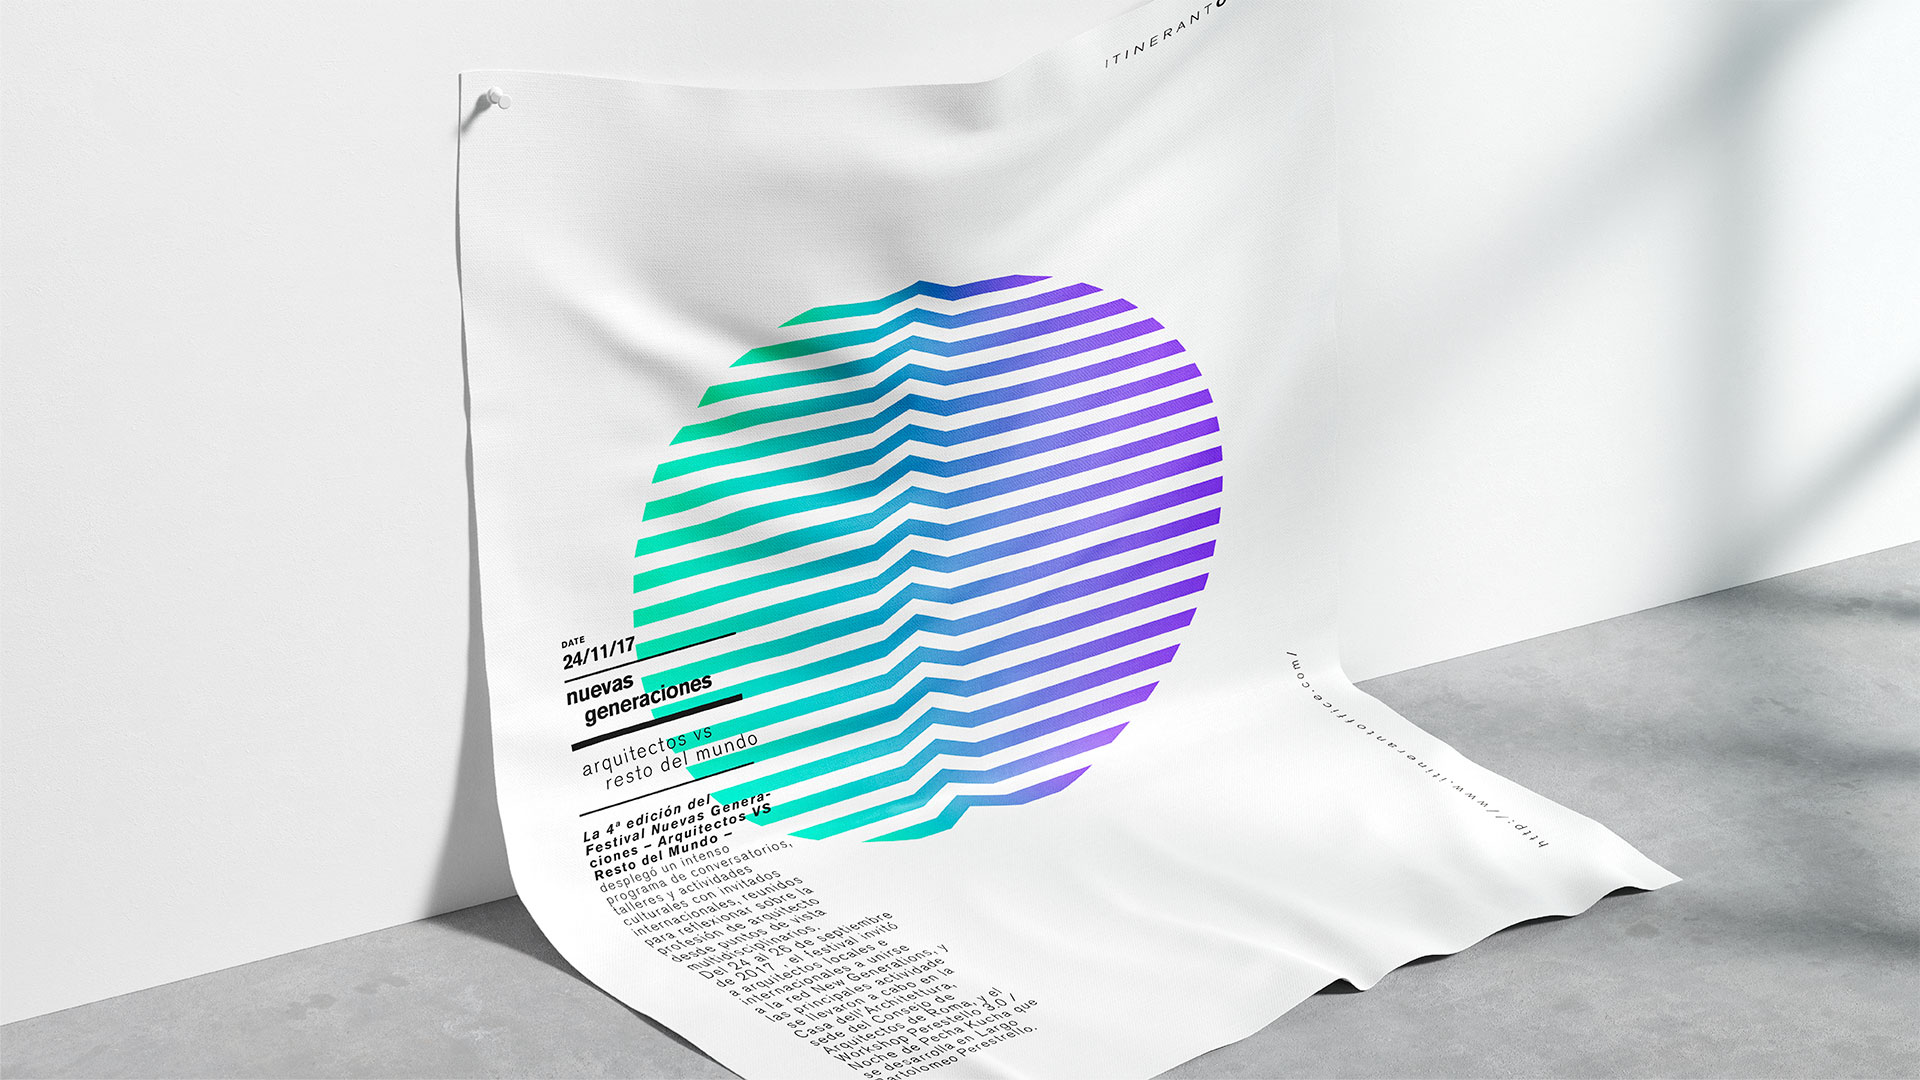 ITINERANTO
DATE
24/11/17
nuevas
generaciones
arquitectos vs
resto del mundo
La 4ª edición del
Festival Nuevas Genera-
ciones – Arquitectos VS
Resto del Mundo –
desplegó un intenso
programa de conversatorios,
talleres y actividades
culturales con invitados
internacionales, reunidos
para reflexionar sobre la
profesión de arquitecto
desde puntos de vista
multidisciplinarios.
Del 24 al 26 de septiembre
de 2017, el festival invitó
a arquitectos locales e
internacionales a unirse
a la red New Generations, y
las principales actividade
se llevaron a cabo en la
Casa dell'Architettura,
sede del Consejo de
Arquitectos de Roma, y el
Workshop Perestello 3.0 /
Noche de Pecha Kucha que
se desarrolla en Largo
Bartolomeo Perestrello.
http://www.itinerantoffice.com/